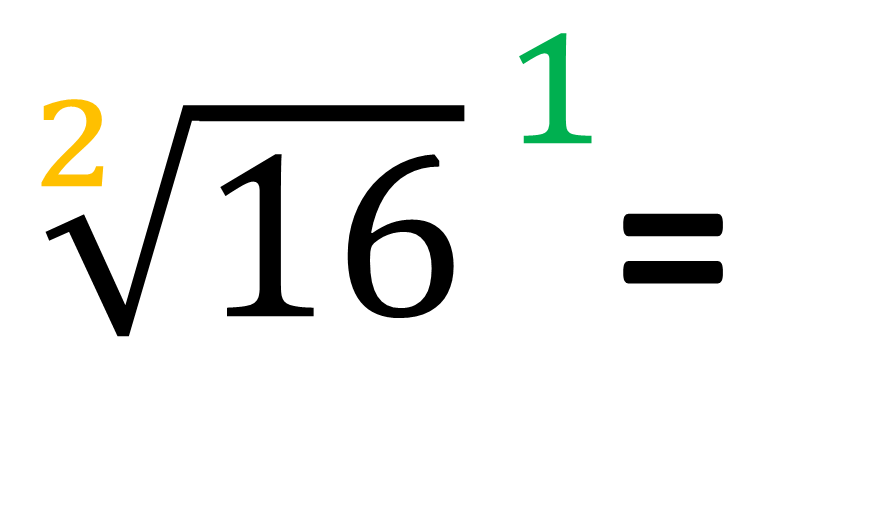 ²√16¹ =